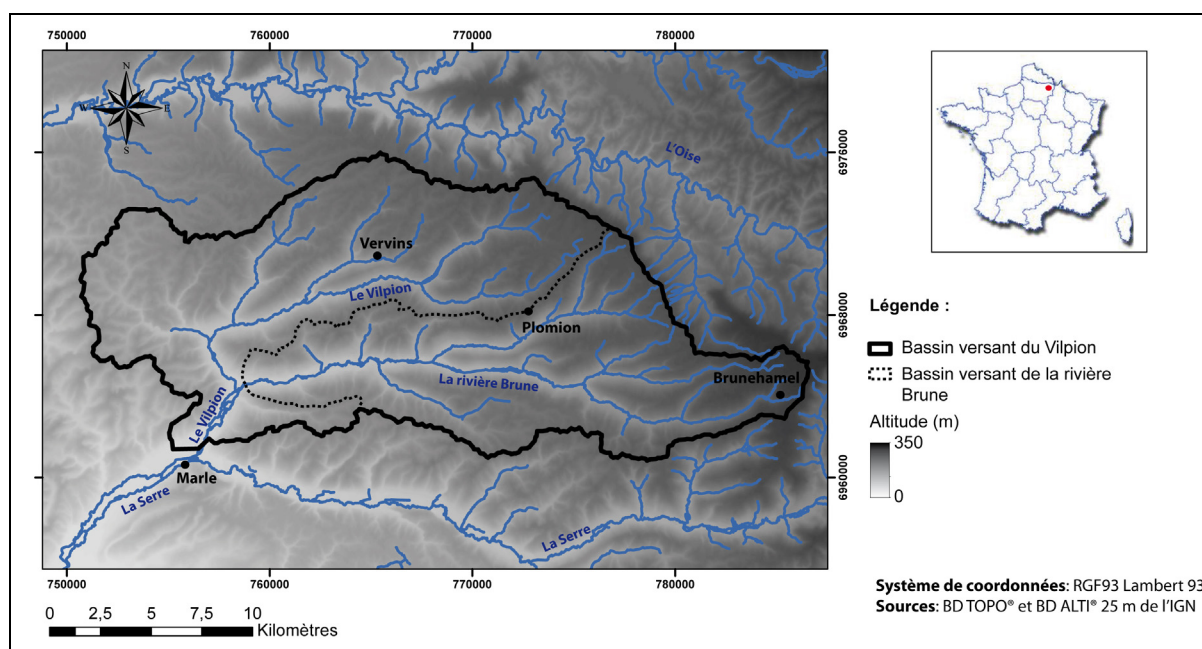 750000 760000 770000 780000
N
W E
S
6976000
L'Oise
Vervins
Le Vilpion
6968000
Plomion
La rivière Brune
Brunehamel
Le Vilpion
Marle
6960000
La Serre
La Serre
750000 760000 770000 780000
0 2,5 5 7,5 10
Kilomètres
Légende :
Bassin versant du Vilpion
Bassin versant de la rivière
Brune
Altitude (m)
350
0
Système de coordonnées: RGF93 Lambert 93
Sources: BD TOPO® et BD ALTI® 25 m de l'IGN